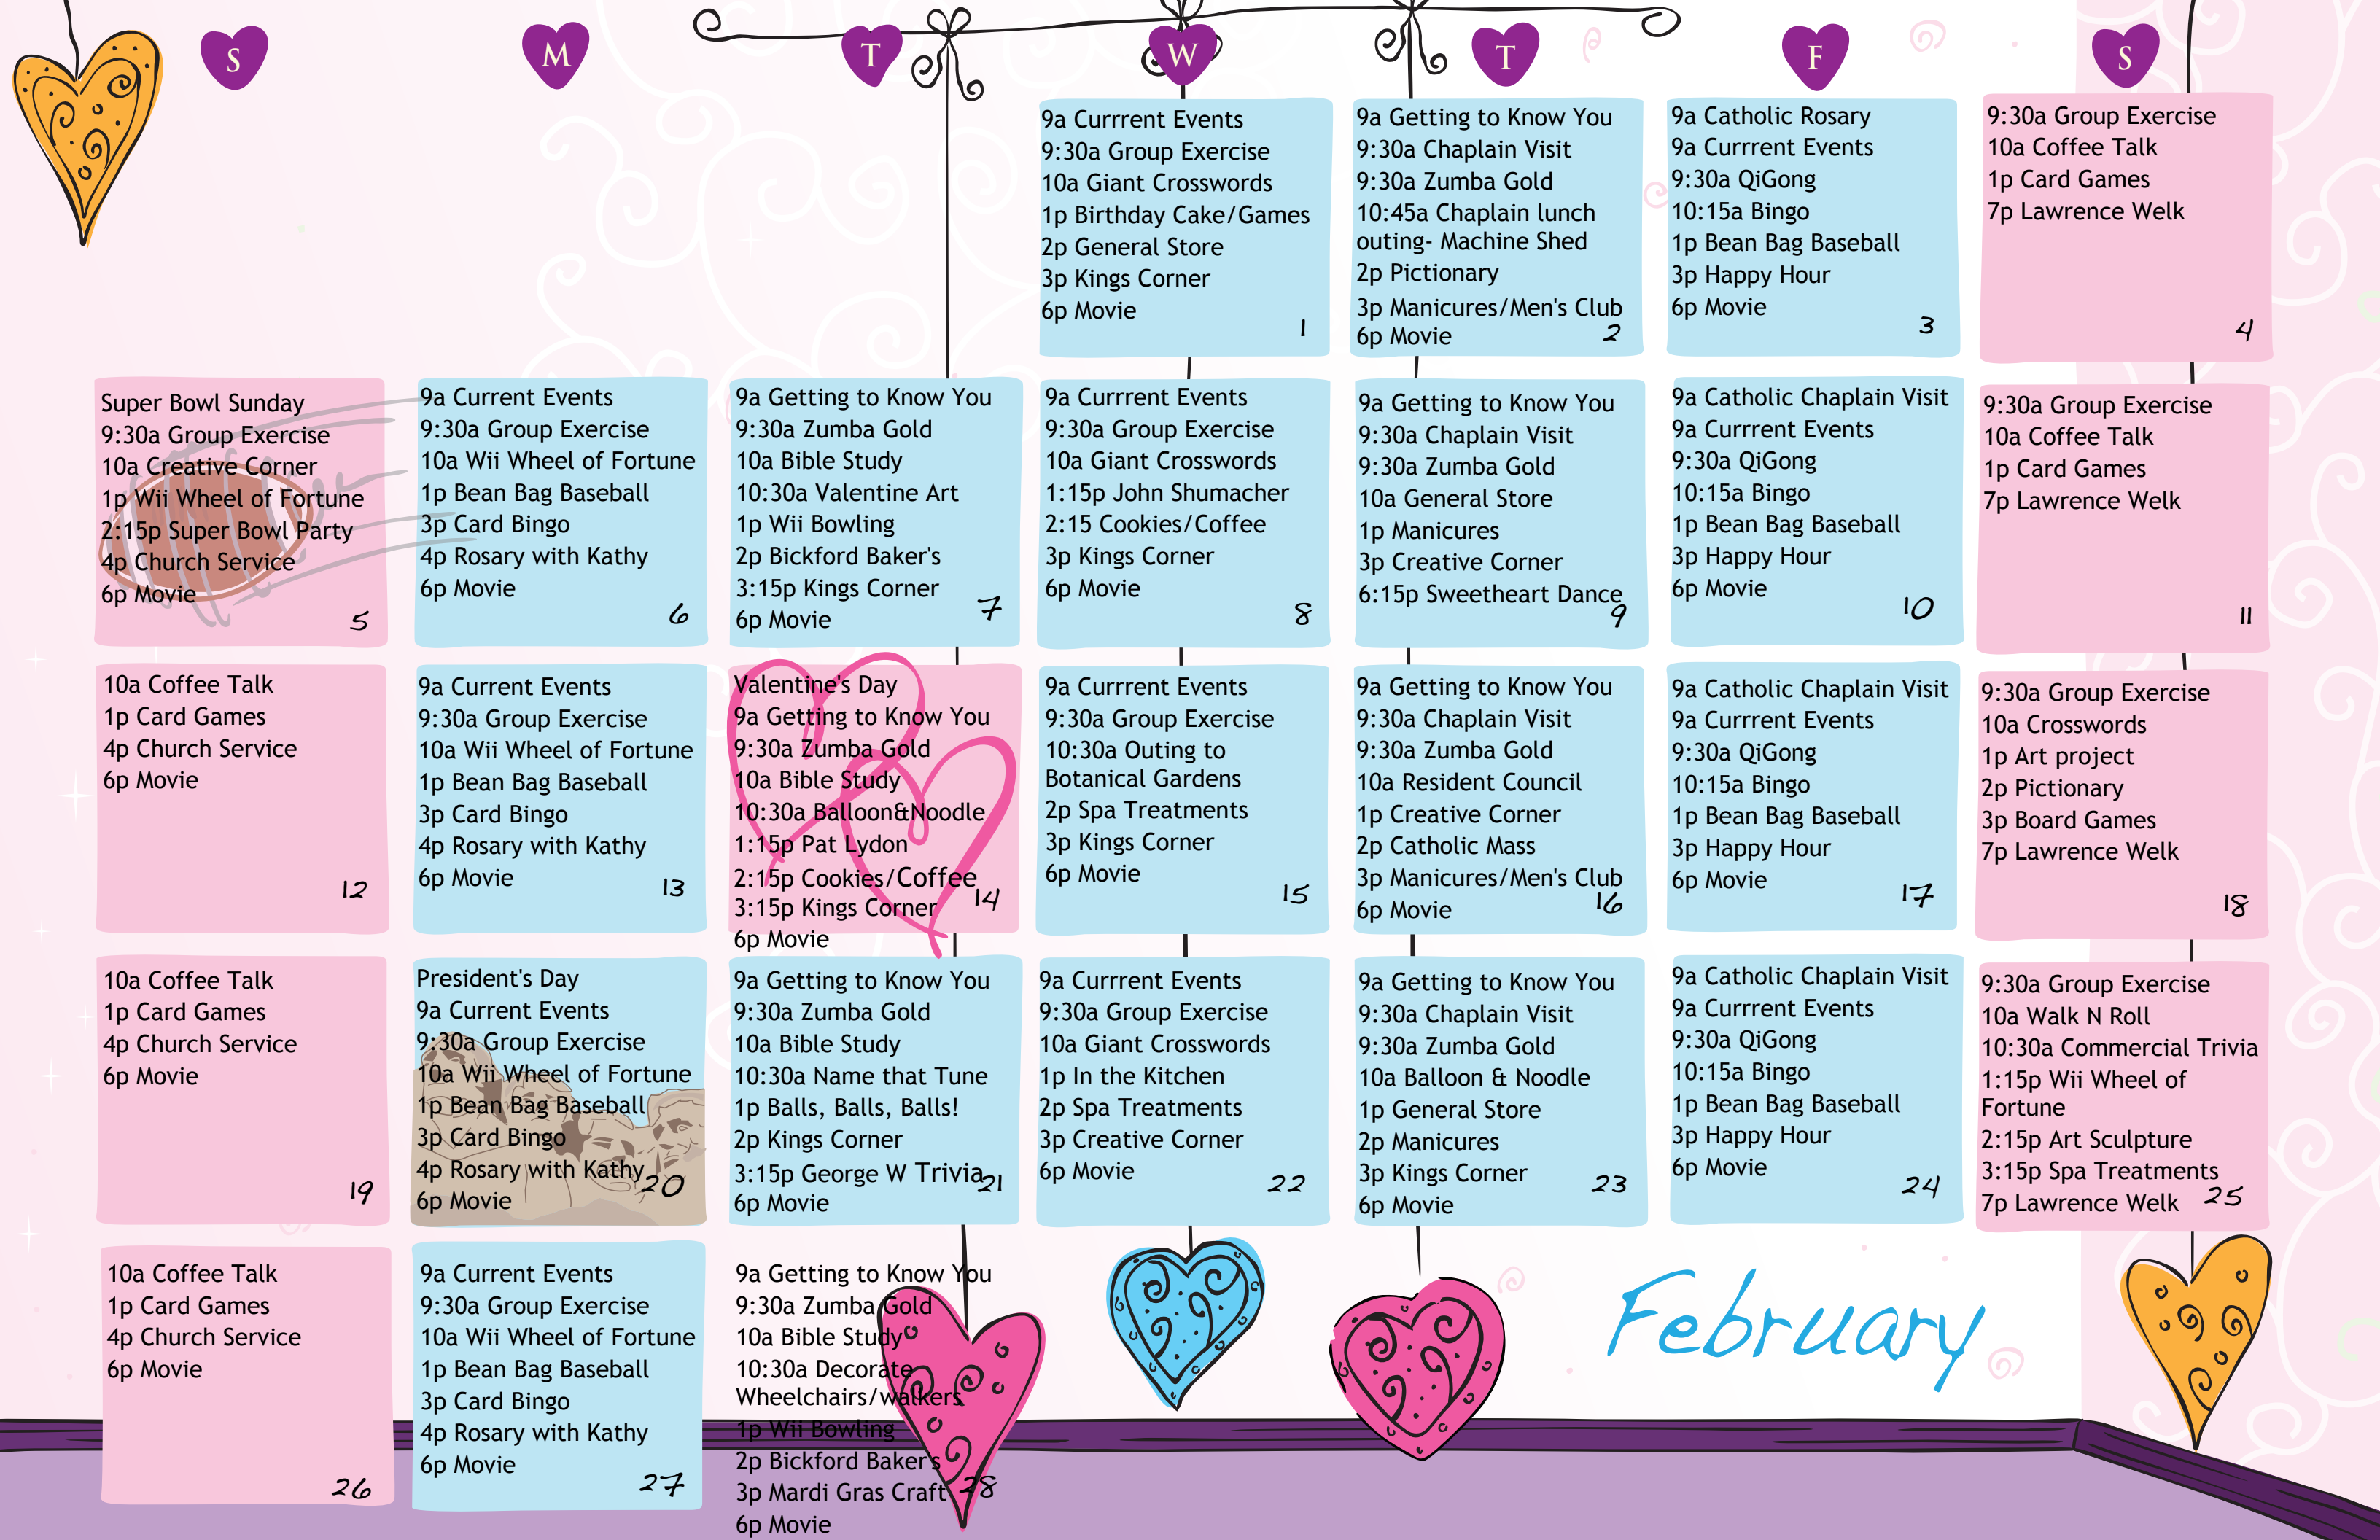 S M T W T F S
9a Currrent Events
9:30a Group Exercise
10a Giant Crosswords
1p Birthday Cake/Games
2p General Store
3p Kings Corner
6p Movie
1
9a Getting to Know You
9:30a Chaplain Visit
9:30a Zumba Gold
10:45a Chaplain lunch
outing- Machine Shed
2p Pictionary
3p Manicures/Men's Club
6p Movie
2
9a Catholic Rosary
9a Currrent Events
9:30a QiGong
10:15a Bingo
1p Bean Bag Baseball
3p Happy Hour
6p Movie
3
9:30a Group Exercise
10a Coffee Talk
1p Card Games
7p Lawrence Welk
4
Super Bowl Sunday
9:30a Group Exercise
10a Creative Corner
1p Wii Wheel of Fortune
2:15p Super Bowl Party
4p Church Service
6p Movie
5
9a Current Events
9:30a Group Exercise
10a Wii Wheel of Fortune
1p Bean Bag Baseball
3p Card Bingo
4p Rosary with Kathy
6p Movie
6
9a Getting to Know You
9:30a Zumba Gold
10a Bible Study
10:30a Valentine Art
1p Wii Bowling
2p Bickford Baker's
3:15p Kings Corner
6p Movie
7
9a Currrent Events
9:30a Group Exercise
10a Giant Crosswords
1:15p John Shumacher
2:15 Cookies/Coffee
3p Kings Corner
6p Movie
8
9a Getting to Know You
9:30a Chaplain Visit
9:30a Zumba Gold
10a General Store
1p Manicures
3p Creative Corner
6:15p Sweetheart Dance
9
9a Catholic Chaplain Visit
9a Currrent Events
9:30a QiGong
10:15a Bingo
1p Bean Bag Baseball
3p Happy Hour
6p Movie
10
9:30a Group Exercise
10a Coffee Talk
1p Card Games
7p Lawrence Welk
11
10a Coffee Talk
1p Card Games
4p Church Service
6p Movie
12
9a Current Events
9:30a Group Exercise
10a Wii Wheel of Fortune
1p Bean Bag Baseball
3p Card Bingo
4p Rosary with Kathy
6p Movie
13
Valentine's Day
9a Getting to Know You
9:30a Zumba Gold
10a Bible Study
10:30a Balloon&Noodle
1:15p Pat Lydon
2:15p Cookies/Coffee
3:15p Kings Corner
6p Movie
14
9a Currrent Events
9:30a Group Exercise
10:30a Outing to
Botanical Gardens
2p Spa Treatments
3p Kings Corner
6p Movie
15
9a Getting to Know You
9:30a Chaplain Visit
9:30a Zumba Gold
10a Resident Council
1p Creative Corner
2p Catholic Mass
3p Manicures/Men's Club
6p Movie
16
9a Catholic Chaplain Visit
9a Currrent Events
9:30a QiGong
10:15a Bingo
1p Bean Bag Baseball
3p Happy Hour
6p Movie
17
9:30a Group Exercise
10a Crosswords
1p Art project
2p Pictionary
3p Board Games
7p Lawrence Welk
18
10a Coffee Talk
1p Card Games
4p Church Service
6p Movie
19
President's Day
9a Current Events
9:30a Group Exercise
10a Wii Wheel of Fortune
1p Bean Bag Baseball
3p Card Bingo
4p Rosary with Kathy
6p Movie
20
9a Getting to Know You
9:30a Zumba Gold
10a Bible Study
10:30a Name that Tune
1p Balls, Balls, Balls!
2p Kings Corner
3:15p George W Trivia
6p Movie
21
9a Currrent Events
9:30a Group Exercise
10a Giant Crosswords
1p In the Kitchen
2p Spa Treatments
3p Creative Corner
6p Movie
22
9a Getting to Know You
9:30a Chaplain Visit
9:30a Zumba Gold
10a Balloon & Noodle
1p General Store
2p Manicures
3p Kings Corner
6p Movie
23
9a Catholic Chaplain Visit
9a Currrent Events
9:30a QiGong
10:15a Bingo
1p Bean Bag Baseball
3p Happy Hour
6p Movie
24
9:30a Group Exercise
10a Walk N Roll
10:30a Commercial Trivia
1:15p Wii Wheel of
Fortune
2:15p Art Sculpture
3:15p Spa Treatments
7p Lawrence Welk
25
10a Coffee Talk
1p Card Games
4p Church Service
6p Movie
26
9a Current Events
9:30a Group Exercise
10a Wii Wheel of Fortune
1p Bean Bag Baseball
3p Card Bingo
4p Rosary with Kathy
6p Movie
27
9a Getting to Know You
9:30a Zumba Gold
10a Bible Study
10:30a Decorate
Wheelchairs/walkers
1p Wii Bowling
2p Bickford Baker's
3p Mardi Gras Craft
6p Movie
28
February